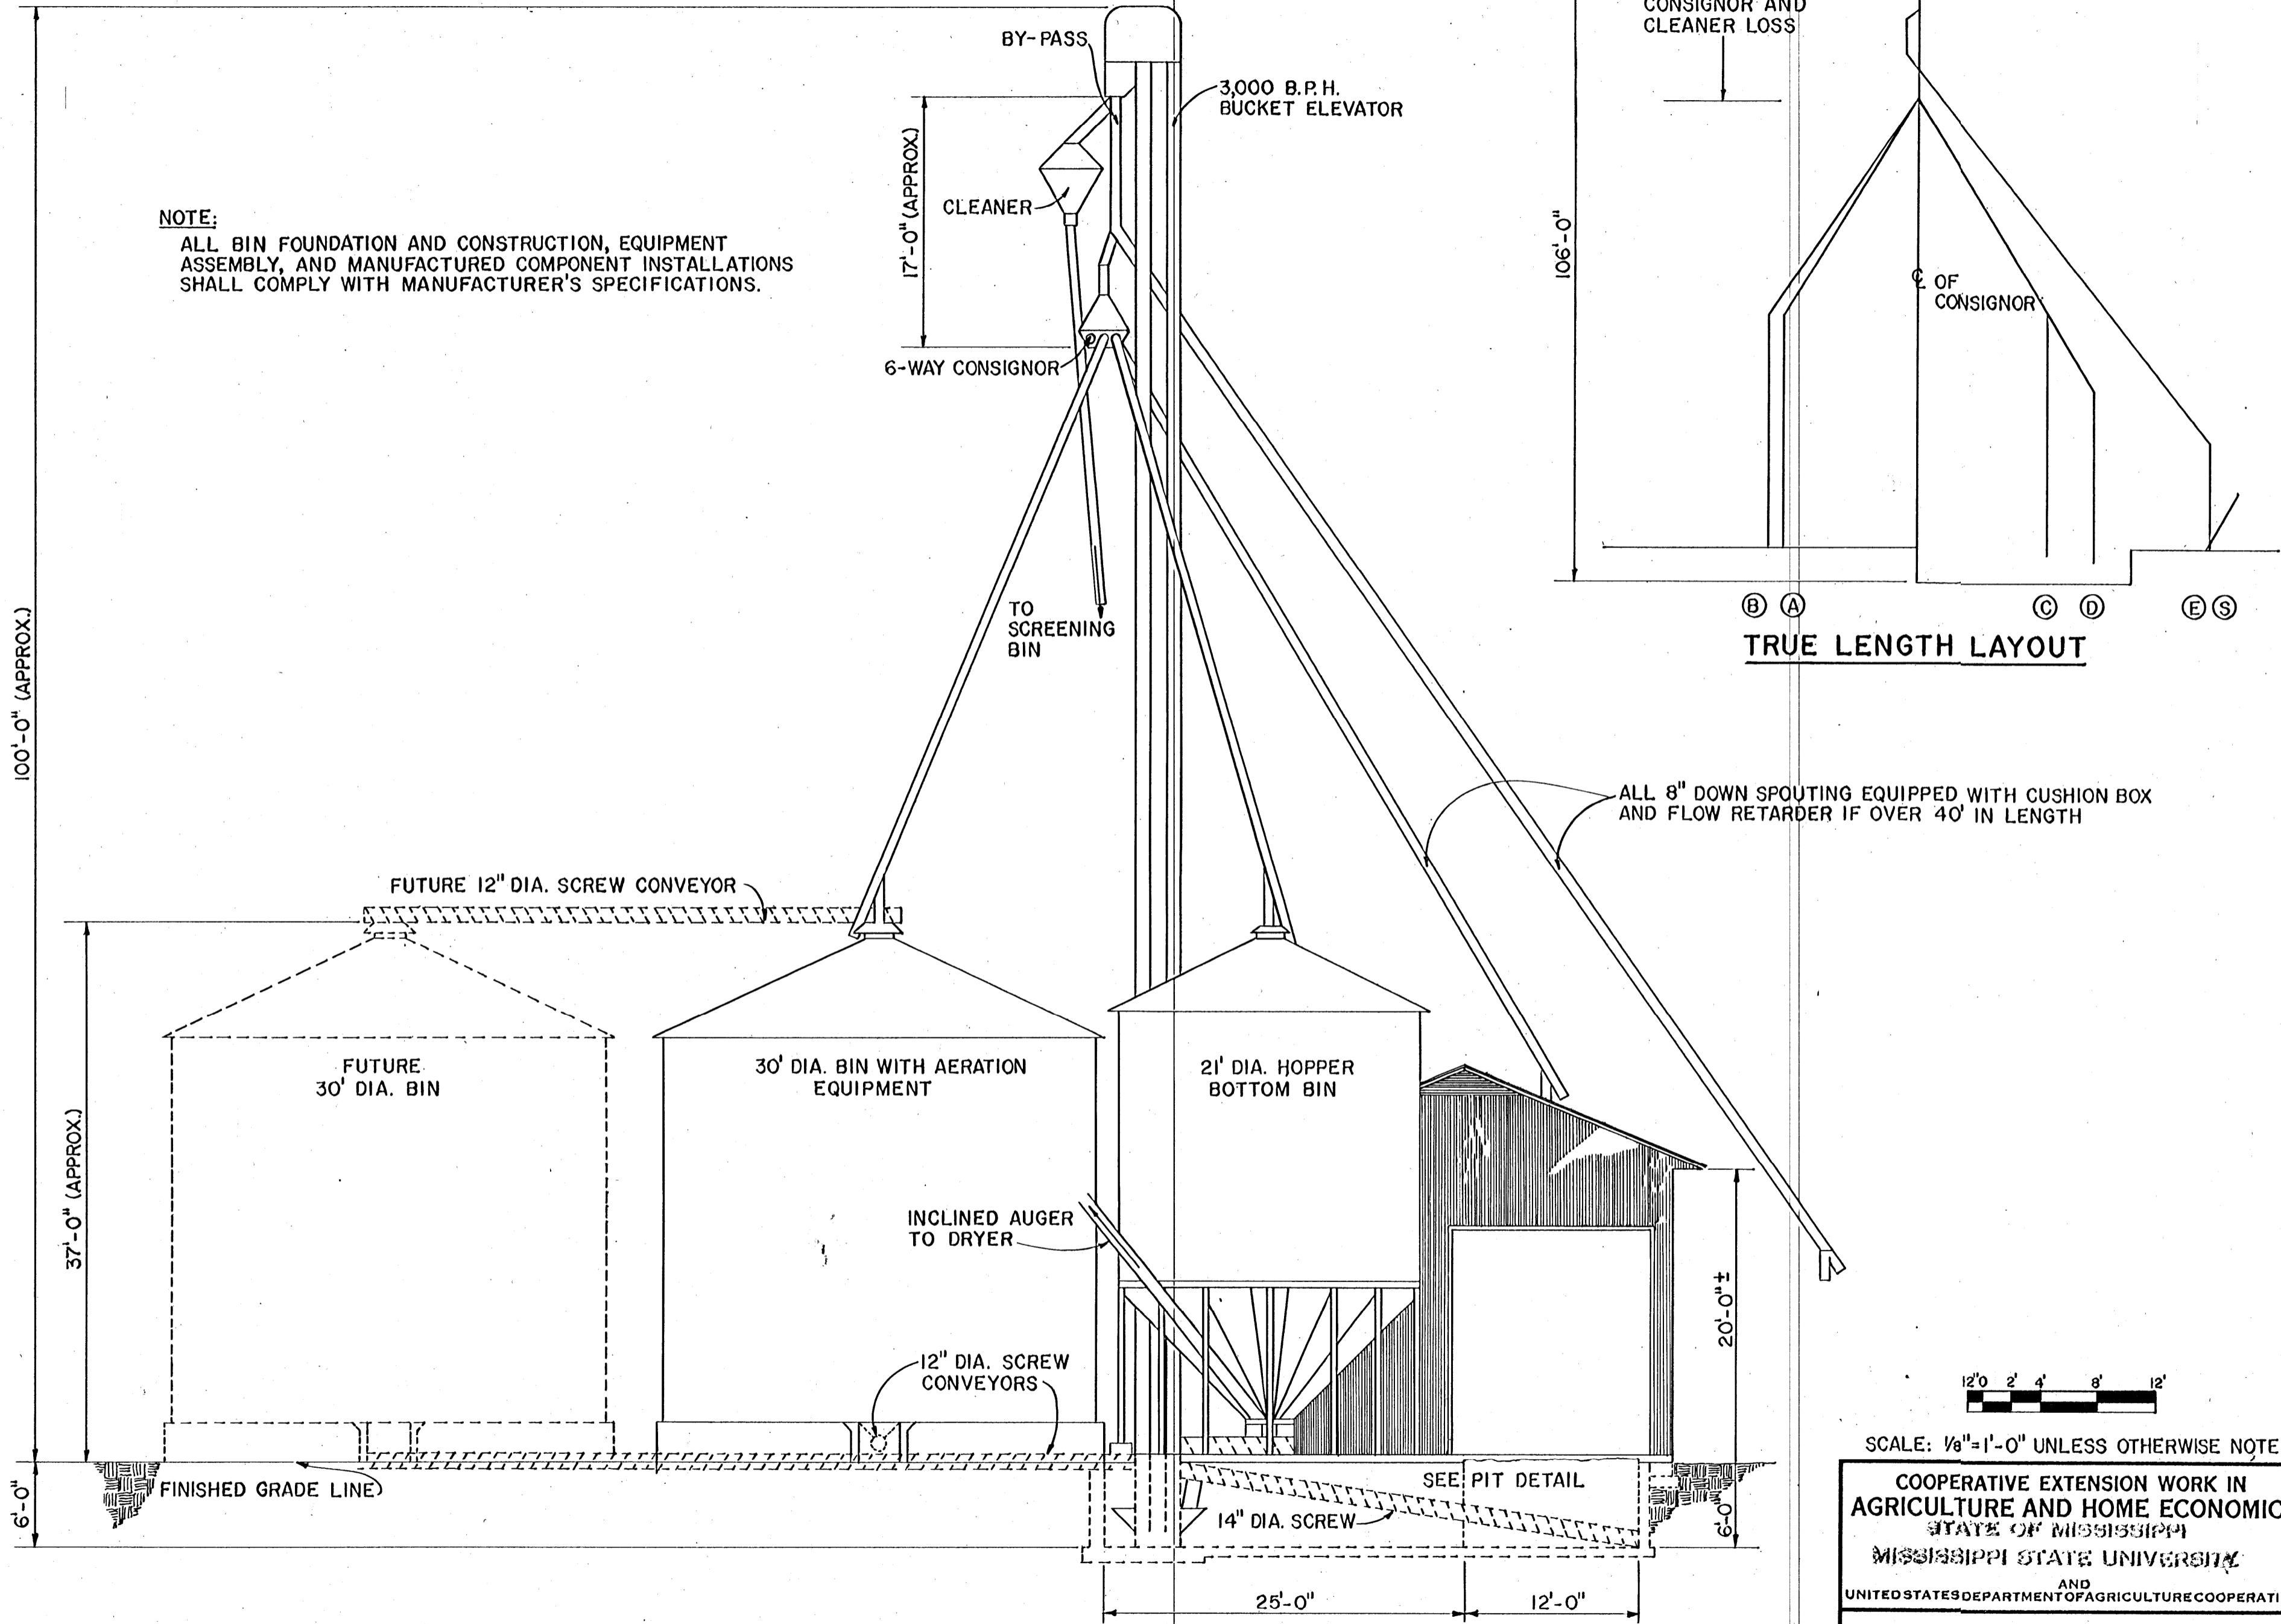 CONSIGNOR AND
CLEANER LOSS
BY-PASS
3,000 B.P.H.
BUCKET ELEVATOR
17'-0" (APPROX.)
CLEANER
NOTE:
ALL BIN FOUNDATION AND CONSTRUCTION, EQUIPMENT
ASSEMBLY, AND MANUFACTURED COMPONENT INSTALLATIONS
SHALL COMPLY WITH MANUFACTURER'S SPECIFICATIONS.
106'-0"
℄ OF
CONSIGNOR
6-WAY CONSIGNOR
TO
SCREENING
BIN
B A C D E S
TRUE LENGTH LAYOUT
100'-0" (APPROX.)
ALL 8" DOWN SPOUTING EQUIPPED WITH CUSHION BOX
AND FLOW RETARDER IF OVER 40' IN LENGTH
FUTURE 12" DIA. SCREW CONVEYOR
FUTURE
30' DIA. BIN
30' DIA. BIN WITH AERATION
EQUIPMENT
21' DIA. HOPPER
BOTTOM BIN
37'-0" (APPROX.)
INCLINED AUGER
TO DRYER
20'-0" ±
12" DIA. SCREW
CONVEYORS
12"0 2' 4' 8' 12'
SCALE: 1/8"=1'-0" UNLESS OTHERWISE NOTE
FINISHED GRADE LINE
6'-0"
SEE PIT DETAIL
14" DIA. SCREW
6'-0"
25'-0"
12'-0"
COOPERATIVE EXTENSION WORK IN
AGRICULTURE AND HOME ECONOMIC
STATE OF MISSISSIPPI
MISSISSIPPI STATE UNIVERSITY
AND
UNITED STATES DEPARTMENT OF AGRICULTURE COOPERATI